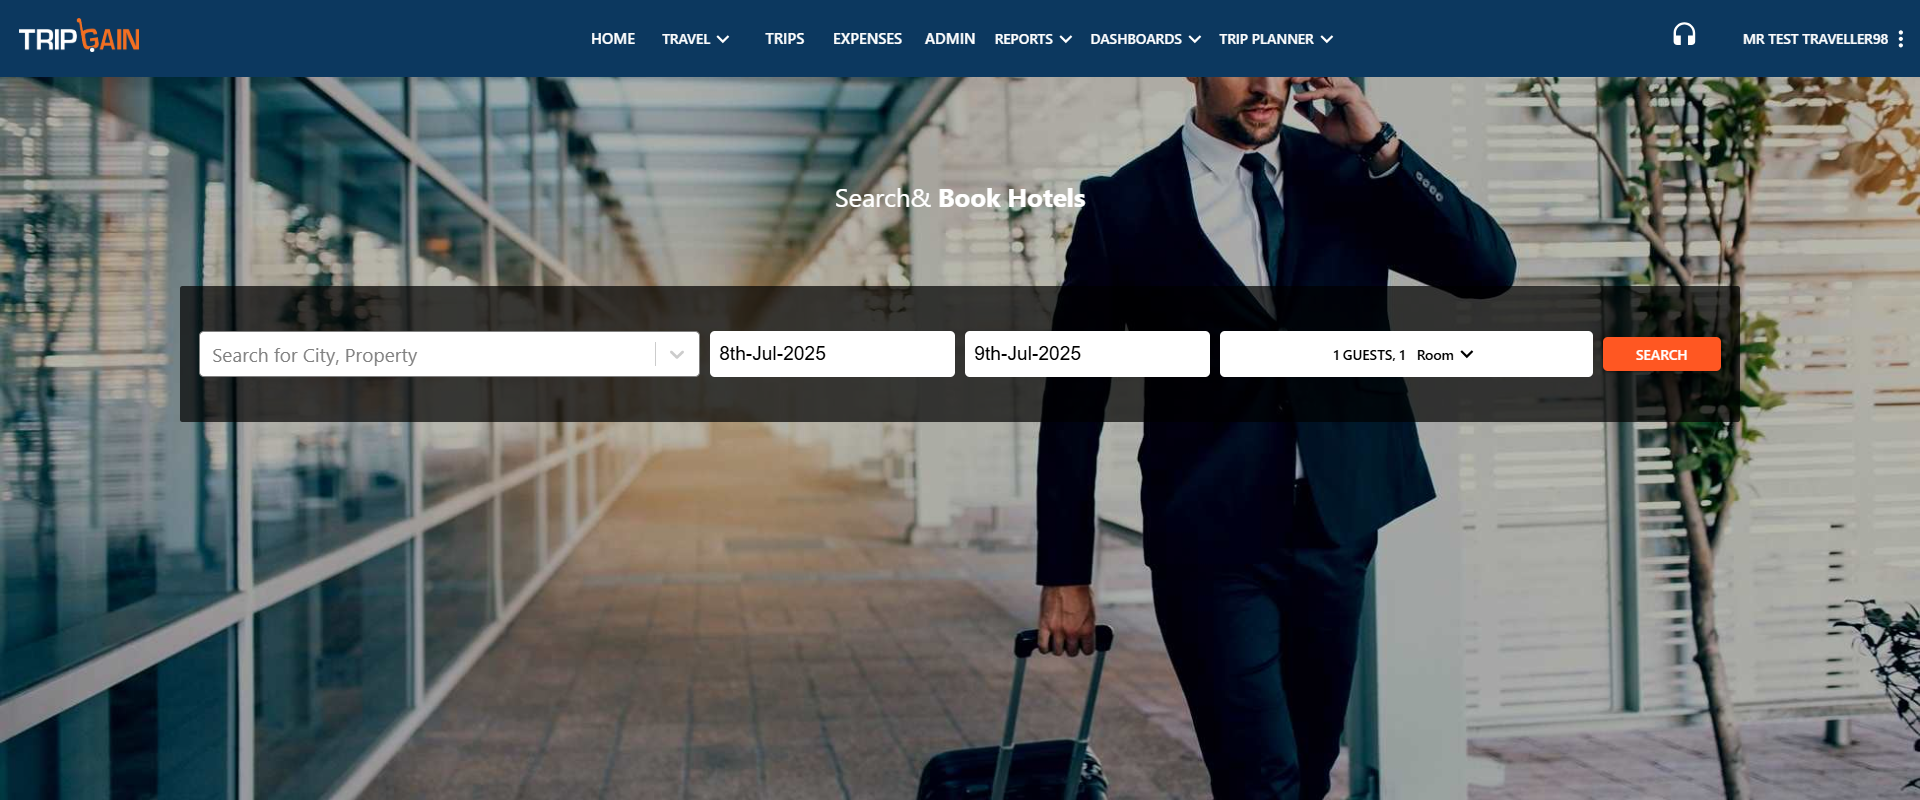 TRIPGAIN
HOME TRAVEL TRIPS EXPENSES ADMIN REPORTS DASHBOARDS TRIP PLANNER MR TEST TRAVELLER98
Search& Book Hotels
Search for City, Property 8th-Jul-2025 9th-Jul-2025 1 GUESTS, 1 Room SEARCH